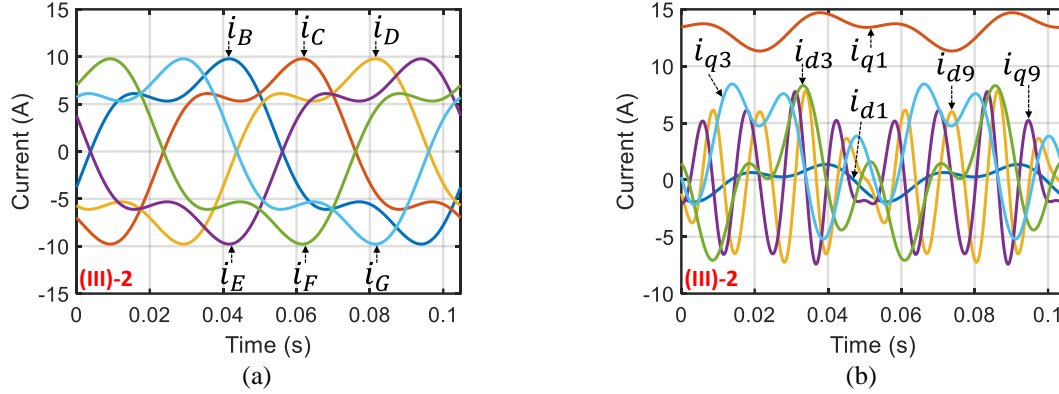 15
10
5
0
-5
-10
-15
Current (A)
i_B
i_C
i_D
i_E
i_F
i_G
(III)-2
0
0.02
0.04
0.06
0.08
0.1
Time (s)
(a)
15
10
5
0
-5
-10
Current (A)
i_q3
i_d3
i_q1
i_d1
i_d9
i_q9
(III)-2
0
0.02
0.04
0.06
0.08
0.1
Time (s)
(b)